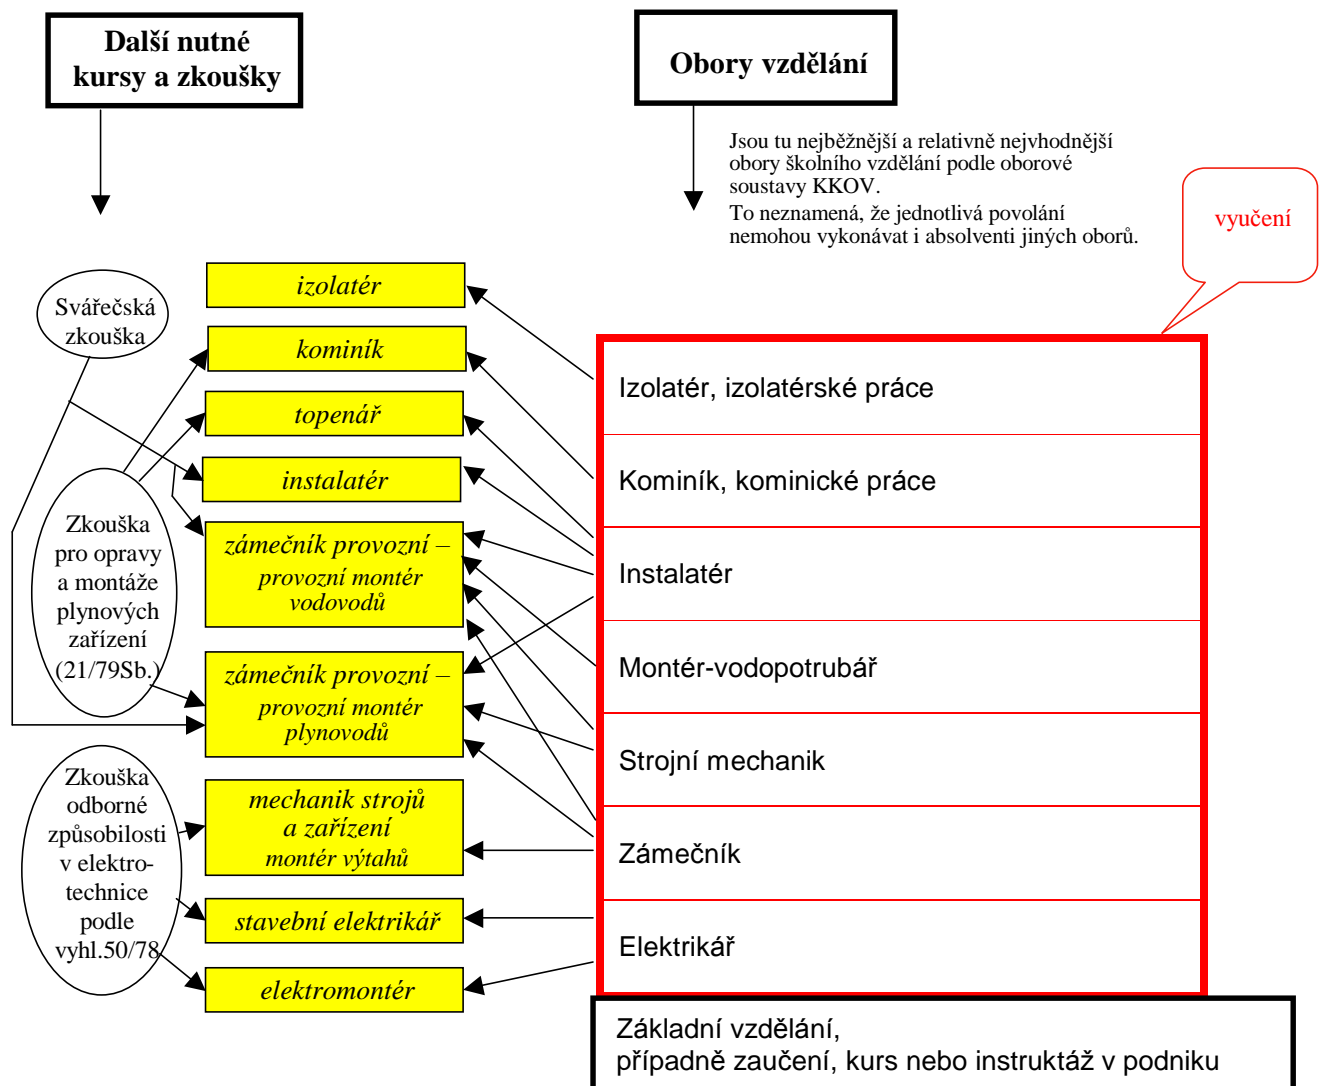 Další nutné
kursy a zkoušky
Obory vzdělání
Jsou tu nejběžnější a relativně nejvhodnější
obory školního vzdělání podle oborové
soustavy KKOV.
To neznamená, že jednotlivá povolání
nemohou vykonávat i absolventi jiných oborů.
vyučení
Svářečská
zkouška
Zkouška
pro opravy
a montáže
plynových
zařízení
(21/79Sb.)
Zkouška
odborné
způsobilosti
v elektro-
technice
podle
vyhl.50/78
izolatér
kominík
topenář
instalatér
zámečník provozní –
provozní montér
vodovodů
zámečník provozní –
provozní montér
plynovodů
mechanik strojů
a zařízení
montér výtahů
stavební elektrikář
elektromontér
Izolatér, izolatérské práce
Kominík, kominické práce
Instalatér
Montér-vodopotrubář
Strojní mechanik
Zámečník
Elektrikář
Základní vzdělání,
případně zaučení, kurs nebo instruktáž v podniku